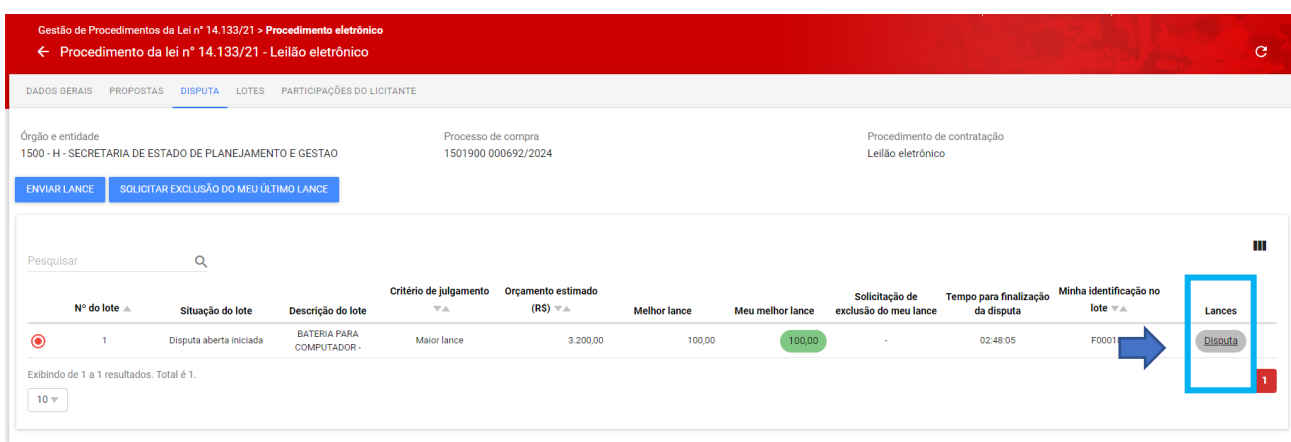 Gestão de Procedimentos da Lei n° 14.133/21 > Procedimento eletrônico
Procedimento da lei n° 14.133/21 - Leilão eletrônico
DADOS GERAIS PROPOSTAS DISPUTA LOTES PARTICIPAÇÕES DO LICITANTE
Órgão e entidade Processo de compra Procedimento de contratação
1500 - H - SECRETARIA DE ESTADO DE PLANEJAMENTO E GESTAO 1501900 000692/2024 Leilão eletrônico
ENVIAR LANCE SOLICITAR EXCLUSÃO DO MEU ÚLTIMO LANCE
Pesquisar
Nº do lote Situação do lote Descrição do lote Critério de julgamento Orçamento estimado (R$) Melhor lance Meu melhor lance Solicitação de exclusão do meu lance Tempo para finalização da disputa Minha identificação no lote Lances
1 Disputa aberta iniciada BATERIA PARA COMPUTADOR - Maior lance 3.200,00 100,00 100,00 - 02:48:05 Disputa
Exibindo de 1 a 1 resultados. Total é 1.
1
10